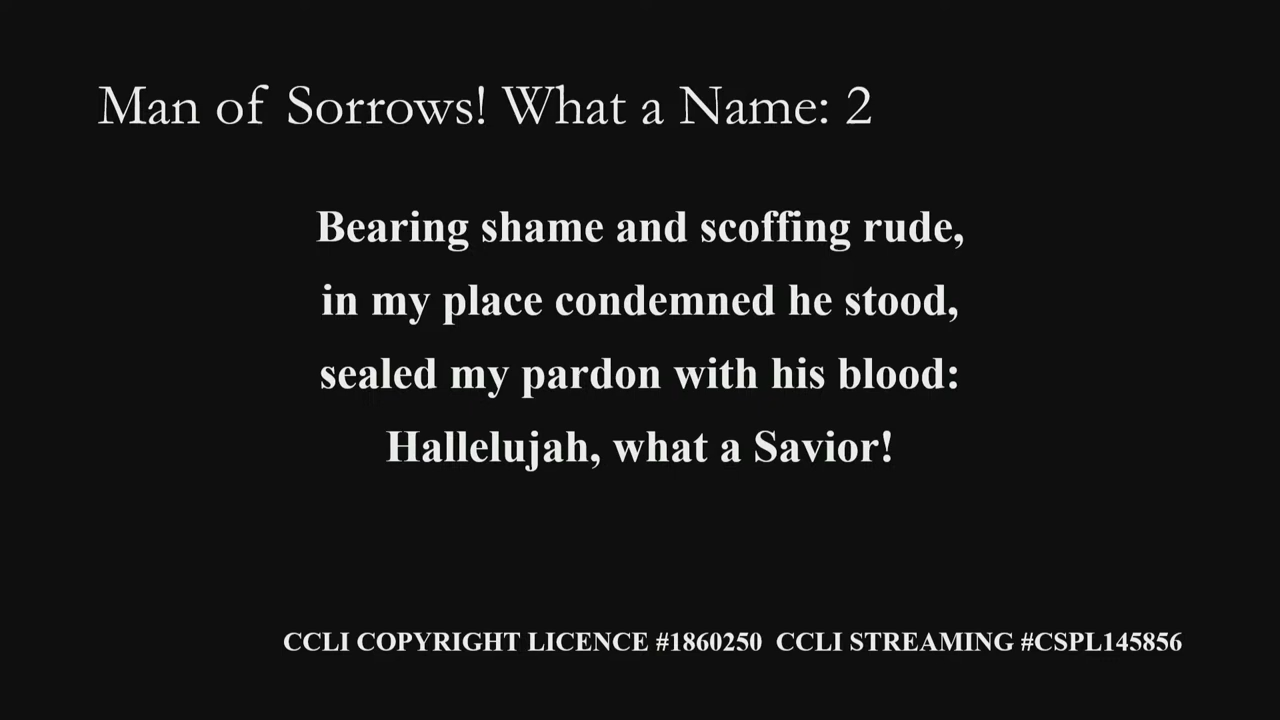 Man of Sorrows! What a Name: 2
Bearing shame and scoffing rude,
in my place condemned he stood,
sealed my pardon with his blood:
Hallelujah, what a Savior!
CCLI COPYRIGHT LICENCE #1860250 CCLI STREAMING #CSPL145856